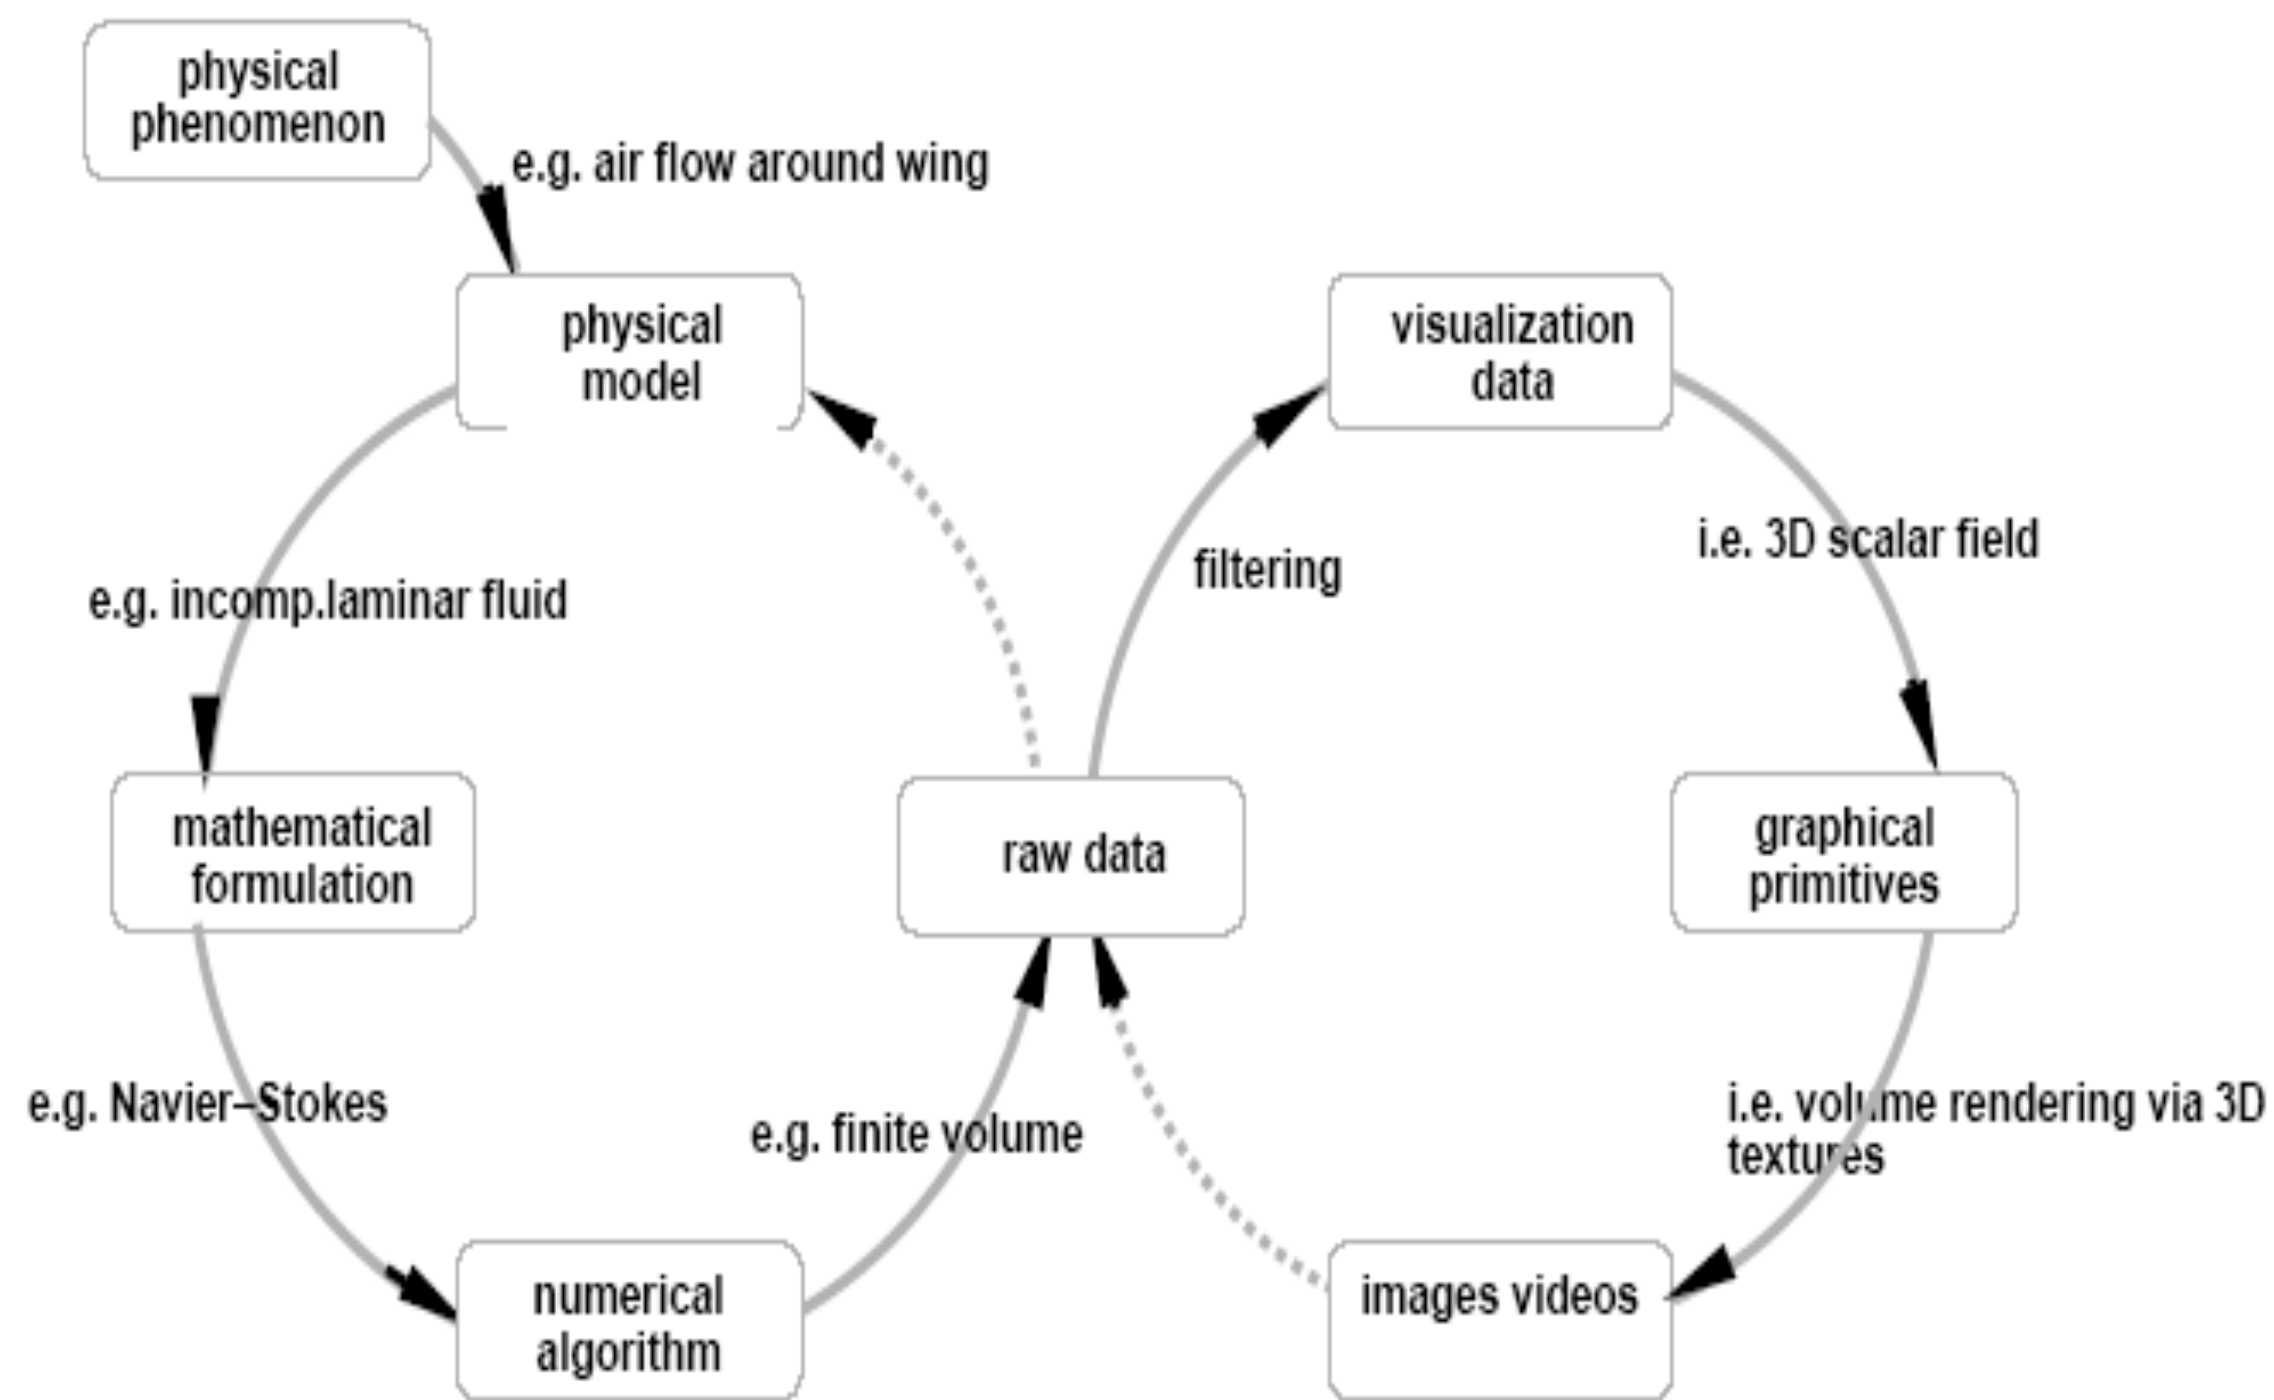 physical
phenomenon
e.g. air flow around wing
physical
model
visualization
data
i.e. 3D scalar field
filtering
e.g. incomp.laminar fluid
mathematical
formulation
raw data
graphical
primitives
e.g. Navier–Stokes
e.g. finite volume
i.e. volume rendering via 3D
textures
numerical
algorithm
images videos